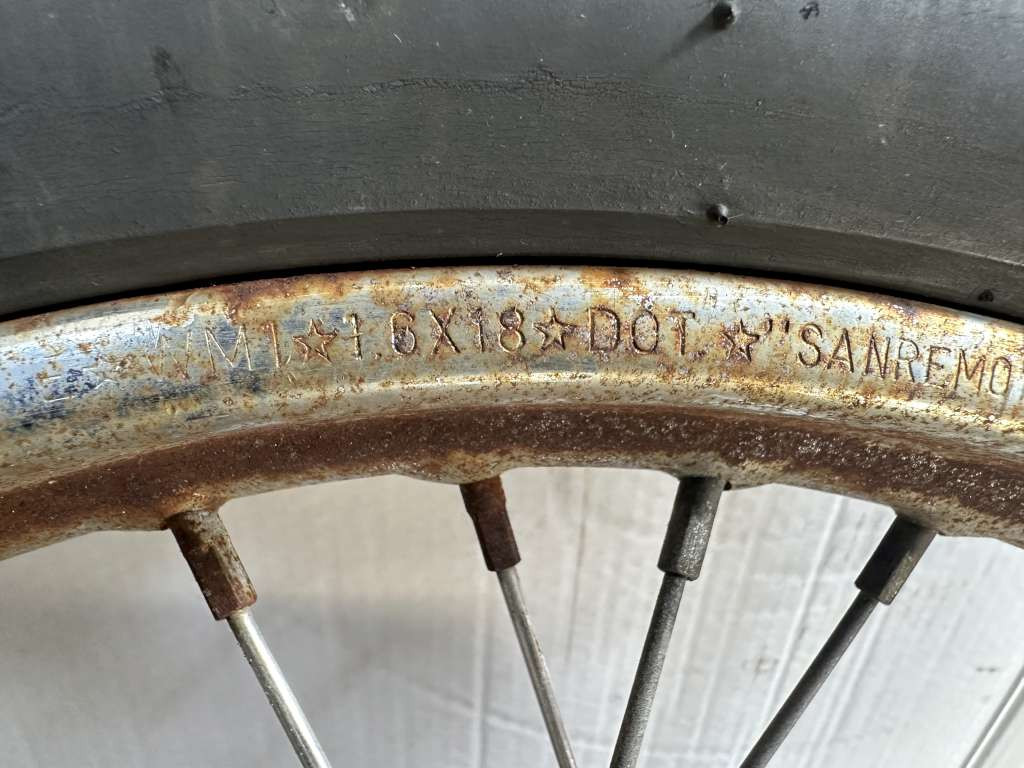 WM1 ☆ 1.6X18 ☆ DOT. ☆ "SANREMO